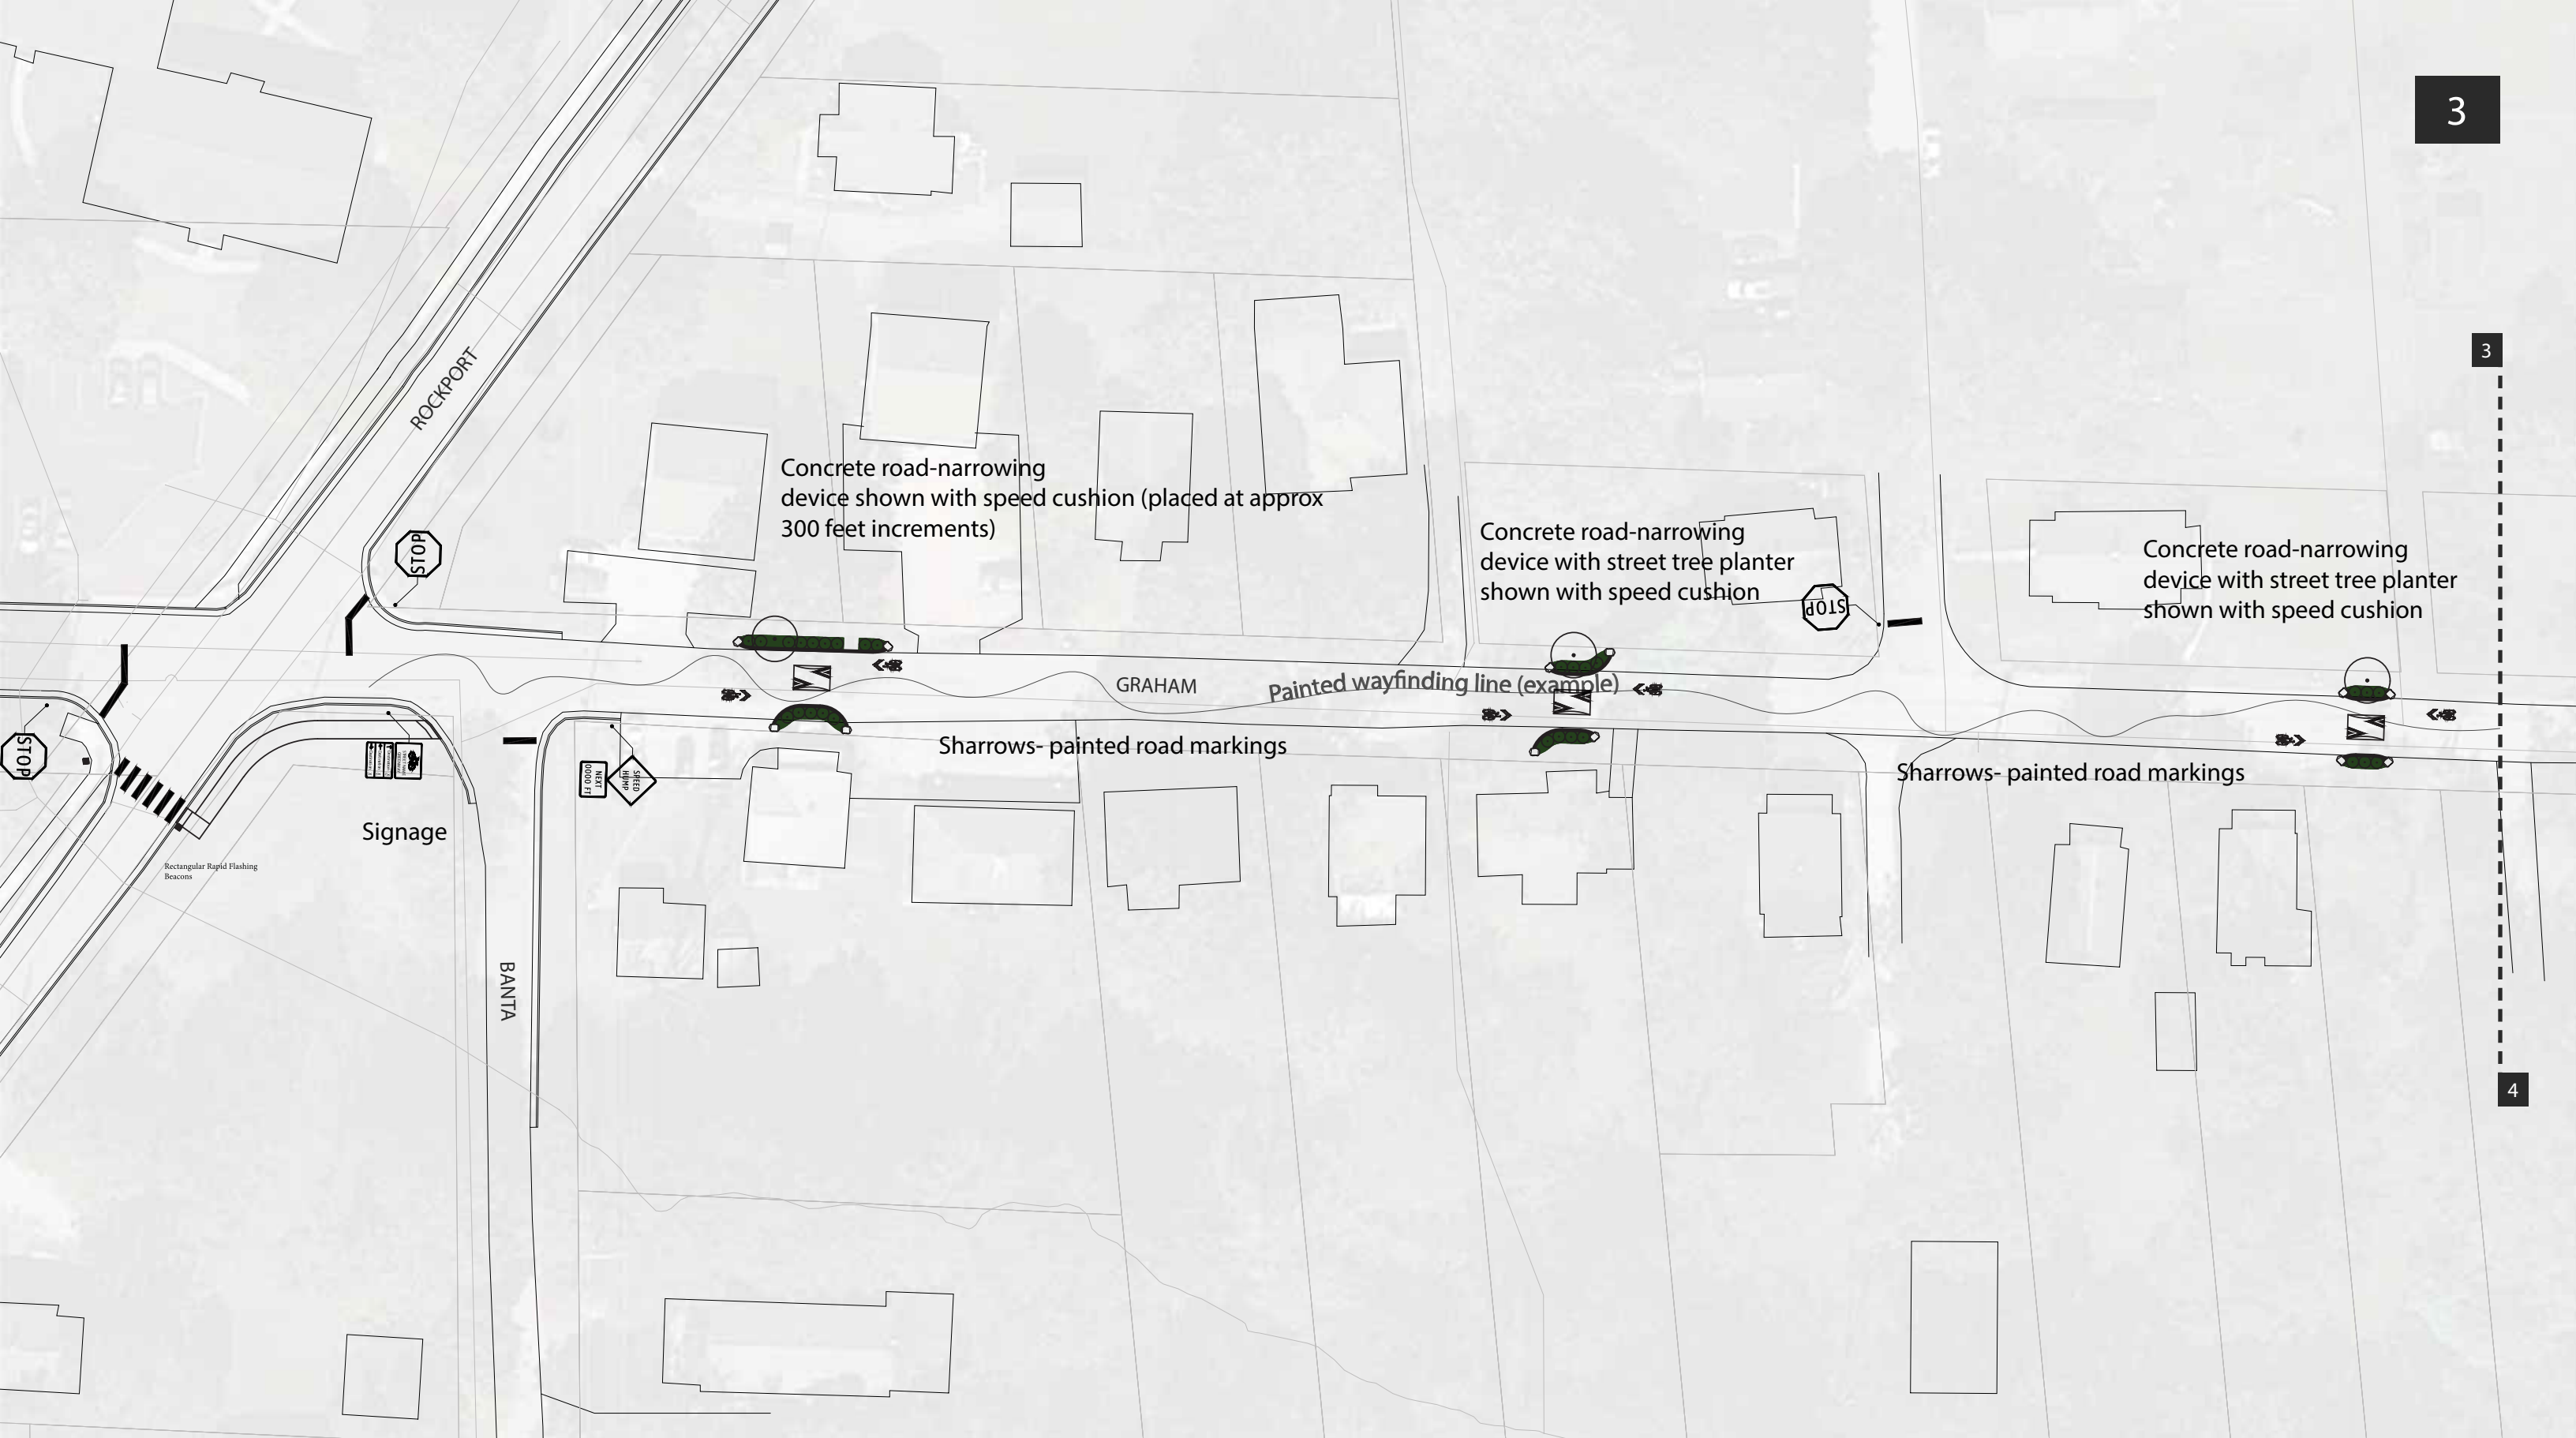 3
3
ROCKPORT
Concrete road-narrowing
device shown with speed cushion (placed at approx
300 feet increments)
Concrete road-narrowing
device with street tree planter
shown with speed cushion
Concrete road-narrowing
device with street tree planter
shown with speed cushion
STOP
STOP
GRAHAM
Painted wayfinding line (example)
STOP
Sharrows- painted road markings
Sharrows- painted road markings
SPEED
HUMP
NEXT
0000 FT
Signage
Rectangular Rapid Flashing
Beacons
BANTA
4